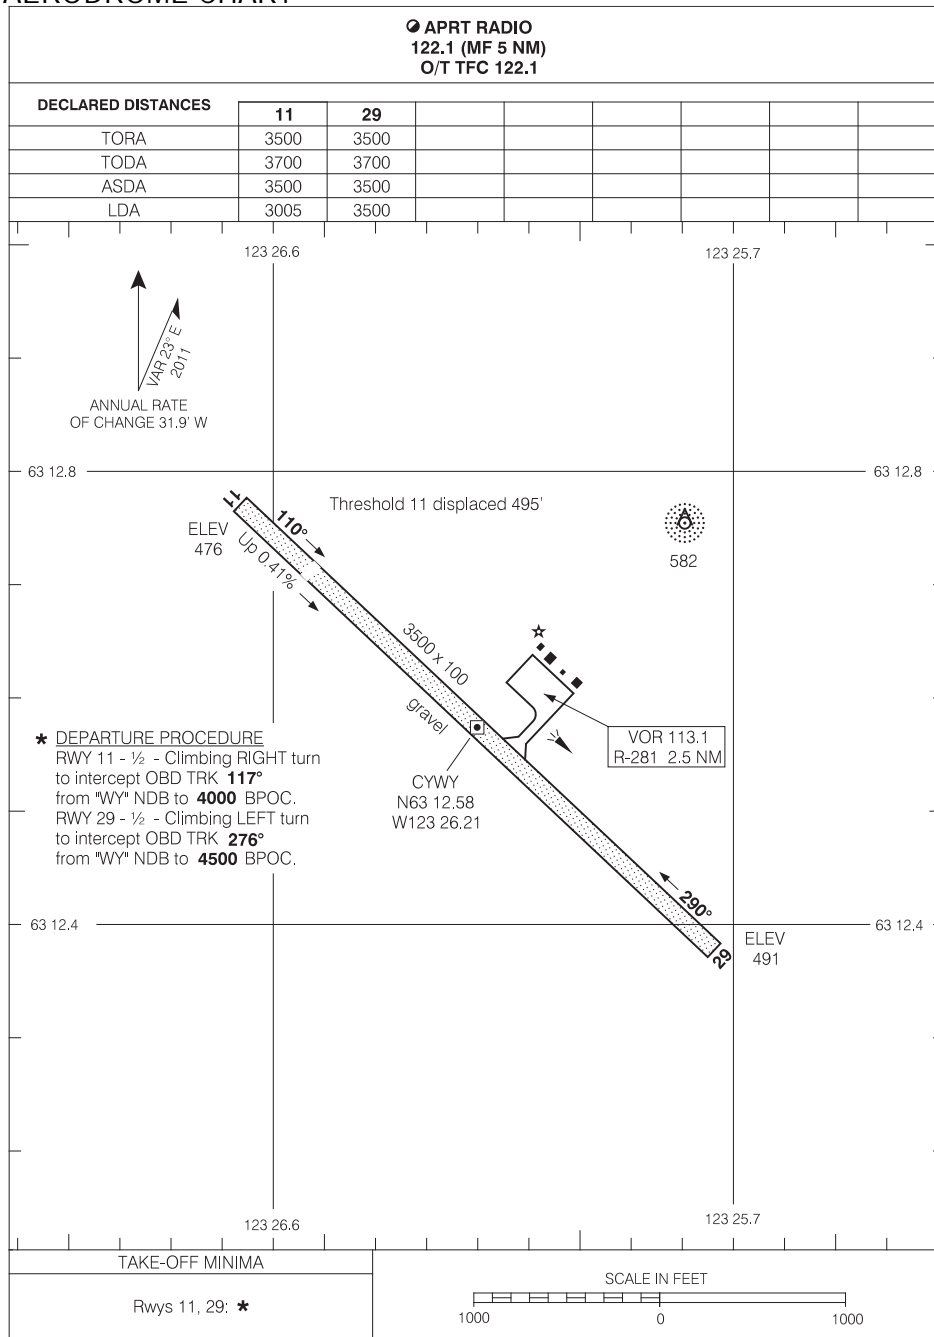 AERODROME CHART
APRT RADIO
122.1 (MF 5 NM)
O/T TFC 122.1
DECLARED DISTANCES 11 29
TORA 3500 3500
TODA 3700 3700
ASDA 3500 3500
LDA 3005 3500
123 26.6 123 25.7
VAR 23° E
2011
ANNUAL RATE
OF CHANGE 31.9' W
63 12.8 63 12.8
Threshold 11 displaced 495'
11
110°
ELEV
476
Up 0.41%
582
3500 x 100
gravel
VOR 113.1
R-281 2.5 NM
CYWY
N63 12.58
W123 26.21
* DEPARTURE PROCEDURE
RWY 11 - ½ - Climbing RIGHT turn
to intercept OBD TRK 117°
from "WY" NDB to 4000 BPOC.
RWY 29 - ½ - Climbing LEFT turn
to intercept OBD TRK 276°
from "WY" NDB to 4500 BPOC.
290°
63 12.4 63 12.4
ELEV
491
29
123 26.6 123 25.7
TAKE-OFF MINIMA
Rwys 11, 29: *
SCALE IN FEET
1000 0 1000